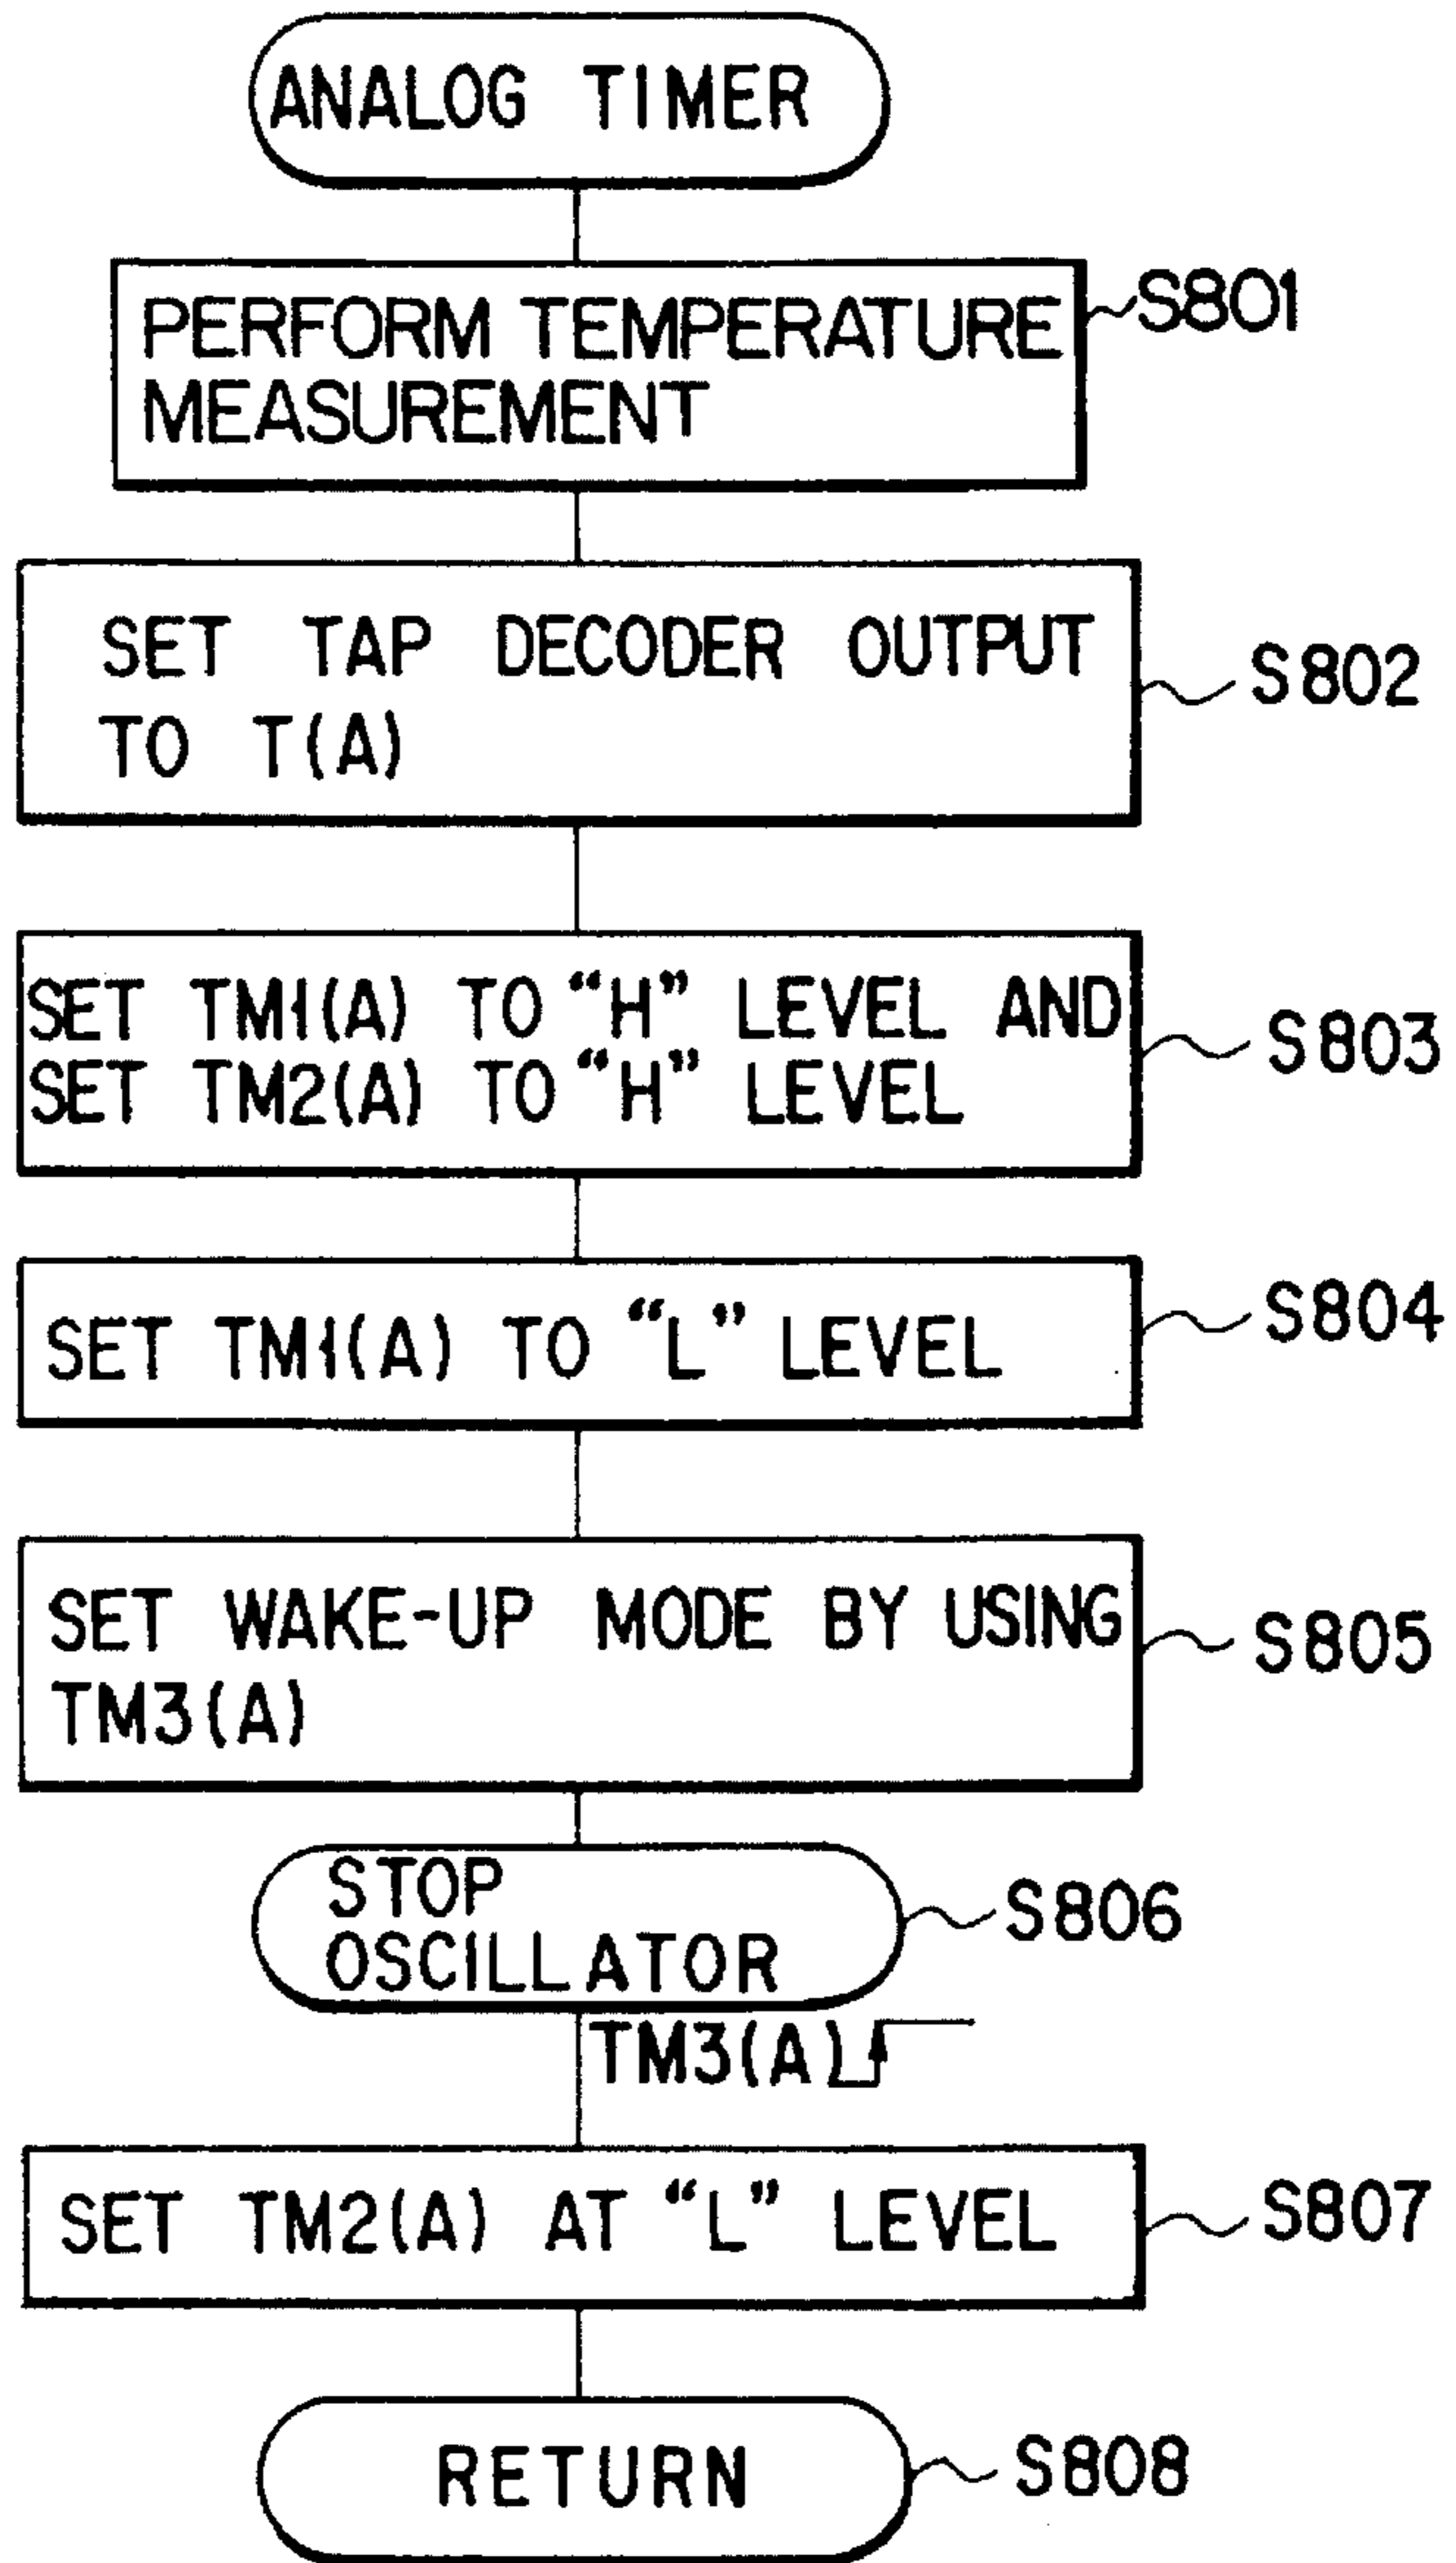 ANALOG TIMER
PERFORM TEMPERATURE
MEASUREMENT
S801
SET TAP DECODER OUTPUT
TO T(A)
S802
SET TM1(A) TO “H” LEVEL AND
SET TM2(A) TO “H” LEVEL
S803
SET TM1(A) TO “L” LEVEL
S804
SET WAKE-UP MODE BY USING
TM3(A)
S805
STOP
OSCILLATOR
S806
TM3(A)
SET TM2(A) AT “L” LEVEL
S807
RETURN
S808